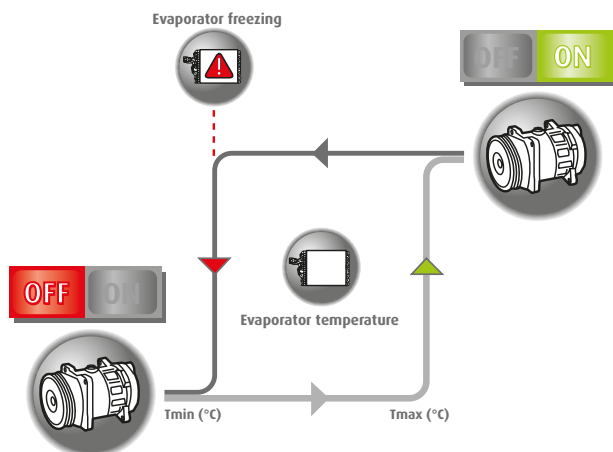 Evaporator freezing
OFF ON
OFF ON
Evaporator temperature
Tmin (°C)
Tmax (°C)